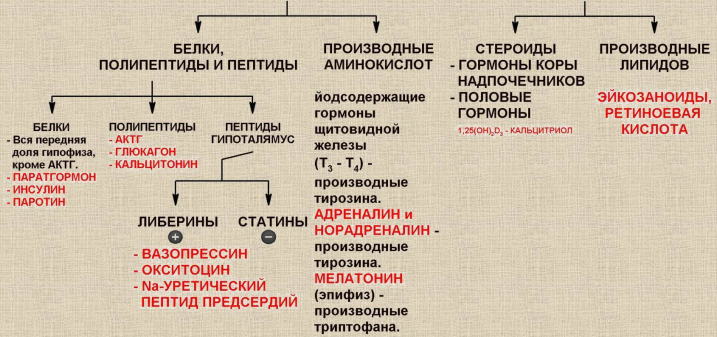 БЕЛКИ,
ПОЛИПЕПТИДЫ И ПЕПТИДЫ
БЕЛКИ
- Вся передняя
доля гипофиза,
кроме АКТГ.
- ПАРАТГОРМОН
- ИНСУЛИН
- ПАРОТИН
ПОЛИПЕПТИДЫ
- АКТГ
- ГЛЮКАГОН
- КАЛЬЦИТОНИН
ПЕПТИДЫ
ГИПОТАЛЯМУС
ЛИБЕРИНЫ
+
СТАТИНЫ
−
- ВАЗОПРЕССИН
- ОКСИТОЦИН
- Na-УРЕТИЧЕСКИЙ
ПЕПТИД ПРЕДСЕРДИЙ
ПРОИЗВОДНЫЕ
АМИНОКИСЛОТ
йодсодержащие
гормоны
щитовидной
железы
(Т3 - Т4) -
производные
тирозина.
АДРЕНАЛИН и
НОРАДРЕНАЛИН -
производные
тирозина.
МЕЛАТОНИН
(эпифиз) -
производные
триптофана.
СТЕРОИДЫ
- ГОРМОНЫ КОРЫ
НАДПОЧЕЧНИКОВ
- ПОЛОВЫЕ
ГОРМОНЫ
1,25(OH)2D3 - КАЛЬЦИТРИОЛ
ПРОИЗВОДНЫЕ
ЛИПИДОВ
ЭЙКОЗАНОИДЫ,
РЕТИНОЕВАЯ
КИСЛОТА